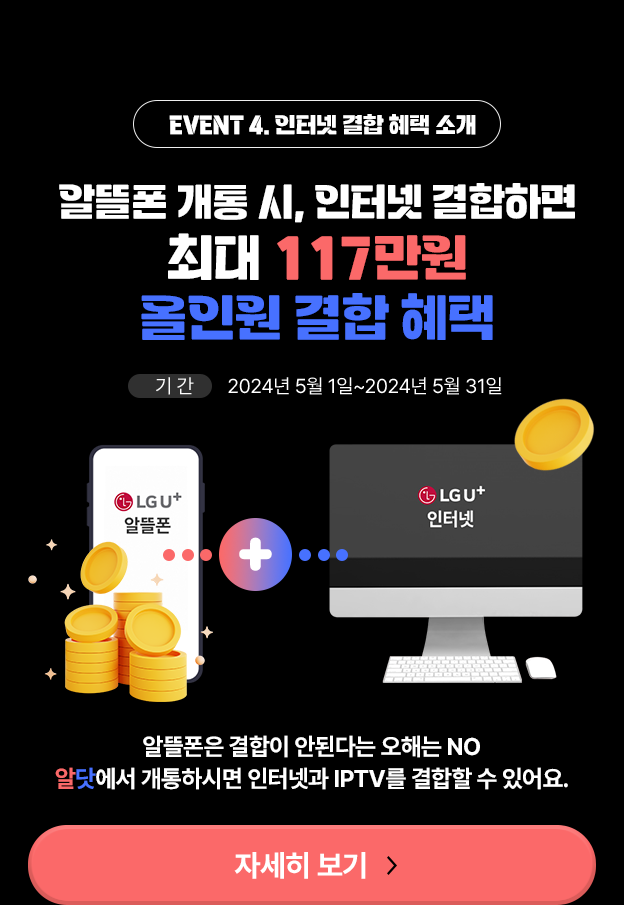 EVENT 4. 인터넷 결합 혜택 소개
알뜰폰 개통 시, 인터넷 결합하면
최대 117만원
올인원 결합 혜택
기 간 2024년 5월 1일~2024년 5월 31일
LG U+
알뜰폰
LG U+
인터넷
알뜰폰은 결합이 안된다는 오해는 NO
알닷에서 개통하시면 인터넷과 IPTV를 결합할 수 있어요.
자세히 보기 >